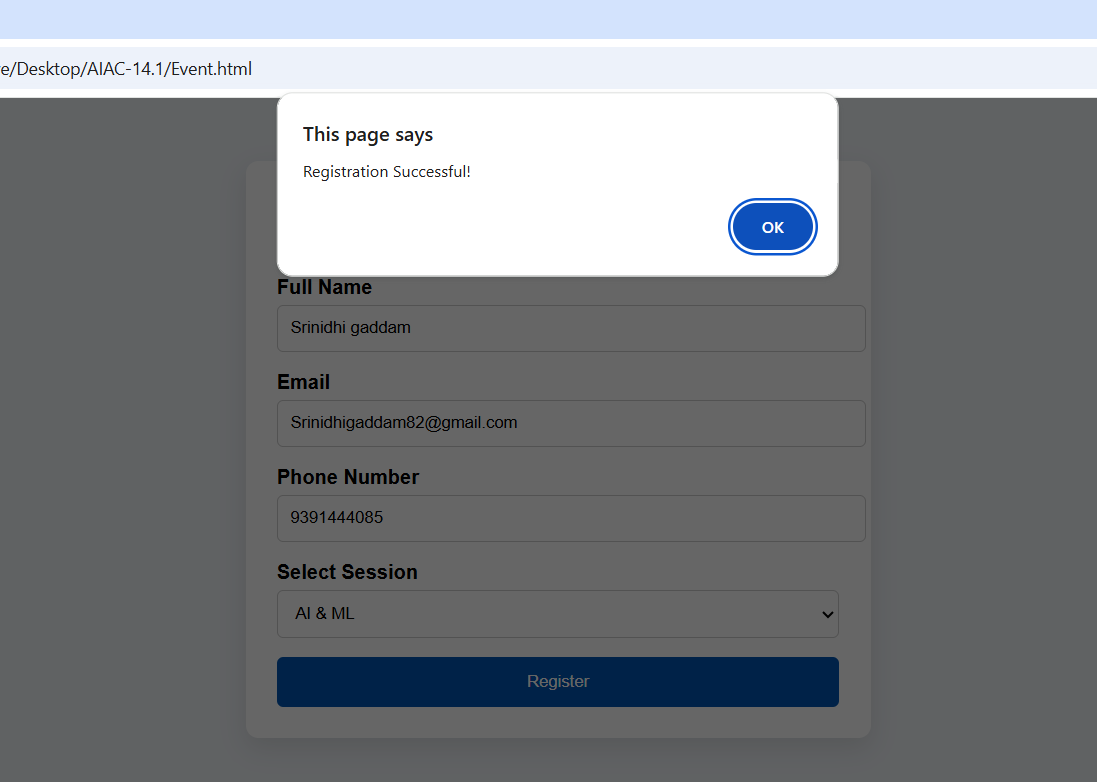 e/Desktop/AIAC-14.1/Event.html
This page says
Registration Successful!
OK
Full Name
Srinidhi gaddam
Email
Srinidhigaddam82@gmail.com
Phone Number
9391444085
Select Session
AI & ML
Register